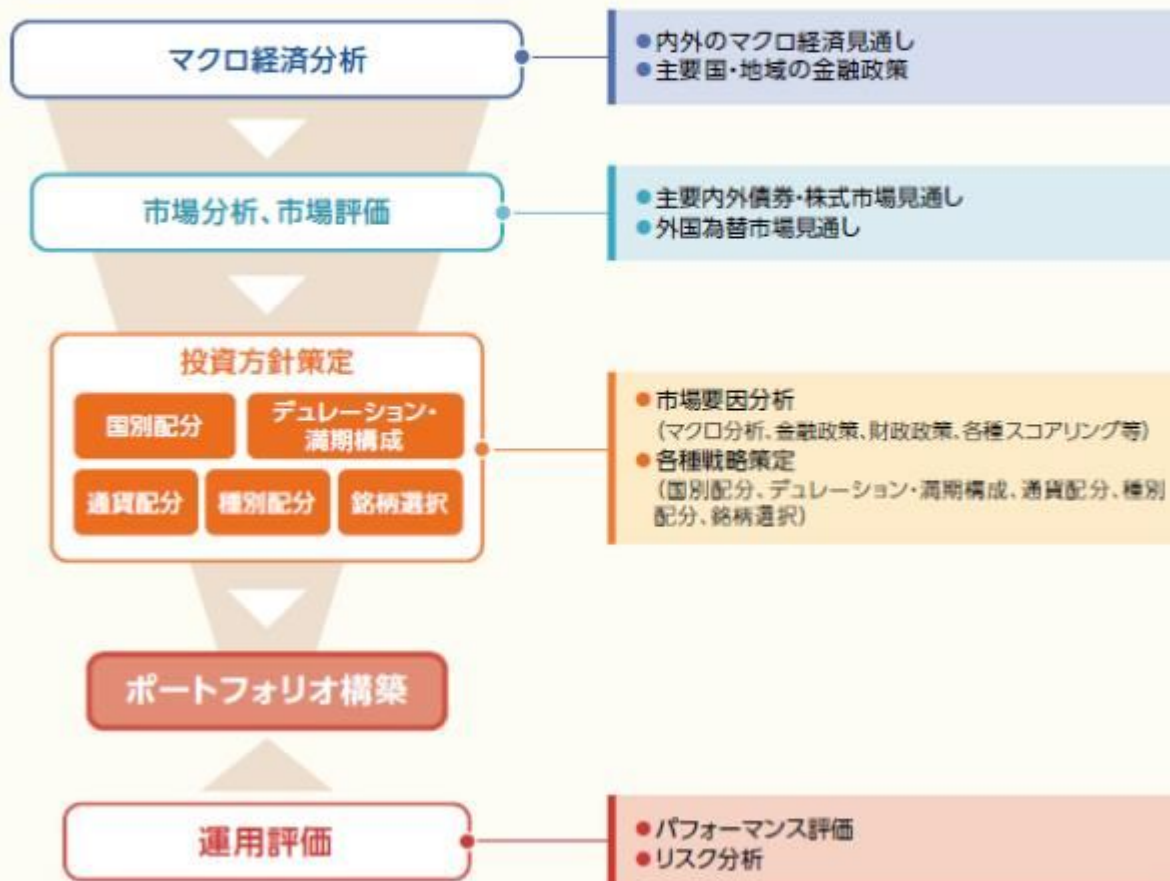 マクロ経済分析
●内外のマクロ経済見通し
●主要国・地域の金融政策
市場分析、市場評価
●主要内外債券・株式市場見通し
●外国為替市場見通し
投資方針策定
国別配分
デュレーション・
満期構成
通貨配分
種別配分
銘柄選択
●市場要因分析
(マクロ分析、金融政策、財政政策、各種スコアリング等)
●各種戦略策定
(国別配分、デュレーション・満期構成、通貨配分、種別
配分、銘柄選択)
ポートフォリオ構築
運用評価
●パフォーマンス評価
●リスク分析